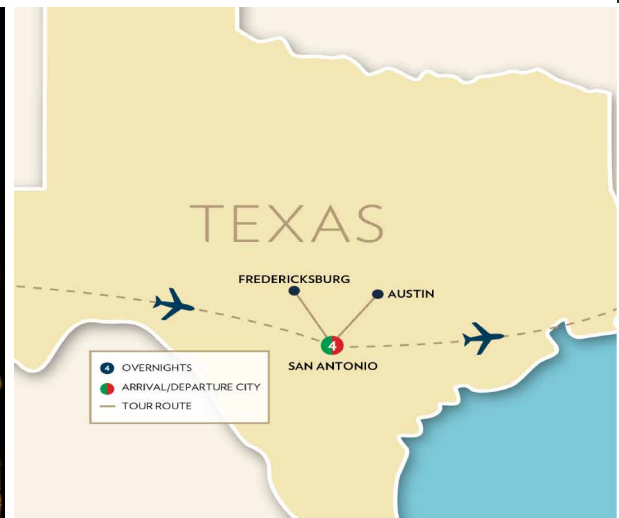 TEXAS
FREDERICKSBURG
AUSTIN
4
SAN ANTONIO
4 OVERNIGHTS
ARRIVAL/DEPARTURE CITY
TOUR ROUTE